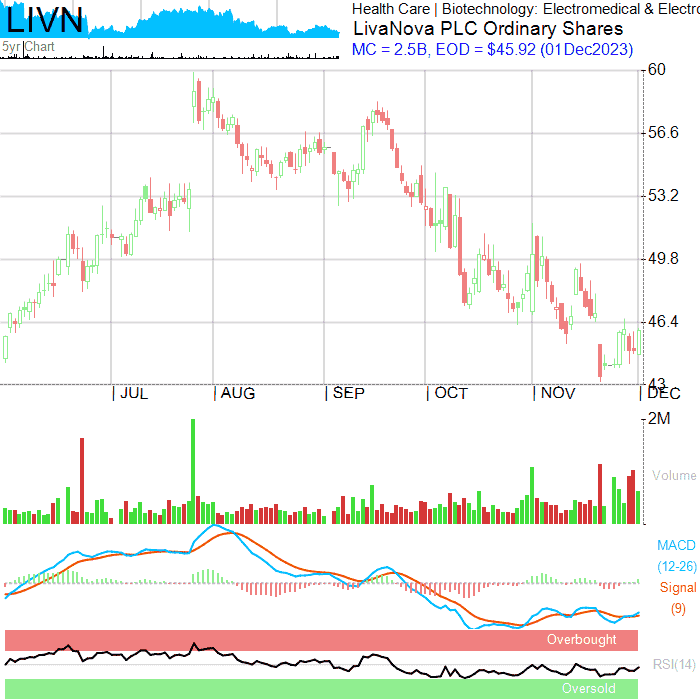 LIVN
5yr Chart
Health Care | Biotechnology: Electromedical & Electro
LivaNova PLC Ordinary Shares
MC = 2.5B, EOD = $45.92 (01Dec2023)
60
56.6
53.2
49.8
46.4
43
| JUL | AUG | SEP | OCT | NOV | DEC
2M
Volume
MACD
(12-26)
Signal
(9)
Overbought
RSI(14)
Oversold